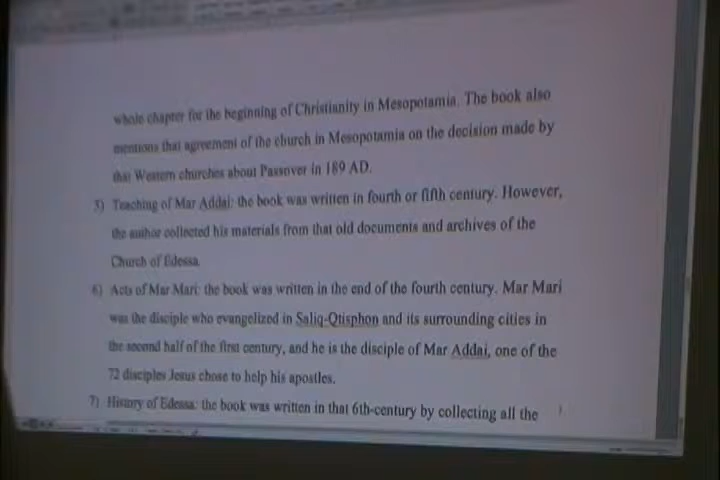 whole chapter for the beginning of Christianity in Mesopotamia. The book also
mentions that agreement of the church in Mesopotamia on the decision made by
that Western churches about Passover in 189 AD.
5) Teaching of Mar Addai: the book was written in fourth or fifth century. However,
the author collected his materials from that old documents and archives of the
Church of Edessa.
6) Acts of Mar Mari: the book was written in the end of the fourth century. Mar Mari
was the disciple who evangelized in Saliq-Qtisphon and its surrounding cities in
the second half of the first century, and he is the disciple of Mar Addai, one of the
72 disciples Jesus chose to help his apostles.
7) History of Edessa: the book was written in that 6th-century by collecting all the